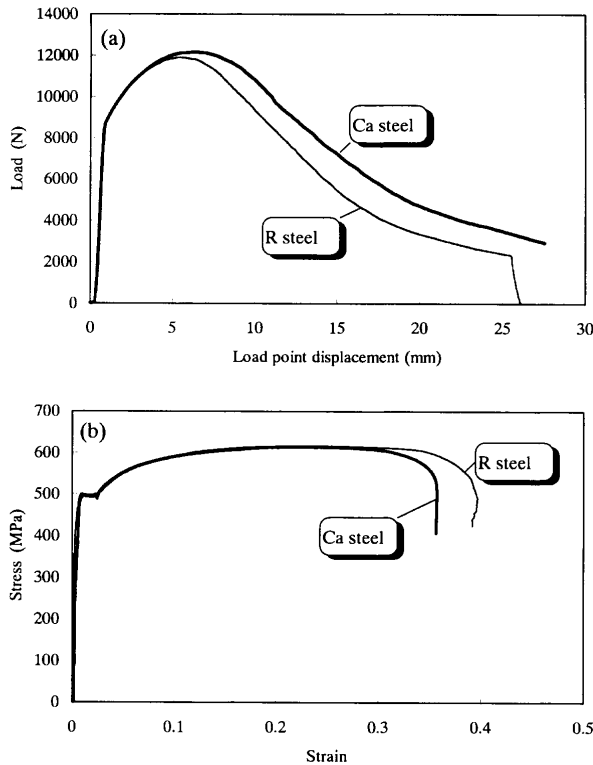 (a)
14000
12000
10000
8000
6000
4000
2000
0
Load (N)
Ca steel
R steel
0 5 10 15 20 25 30
Load point displacement (mm)
(b)
700
600
500
400
300
200
100
0
Stress (MPa)
R steel
Ca steel
0 0.1 0.2 0.3 0.4 0.5
Strain